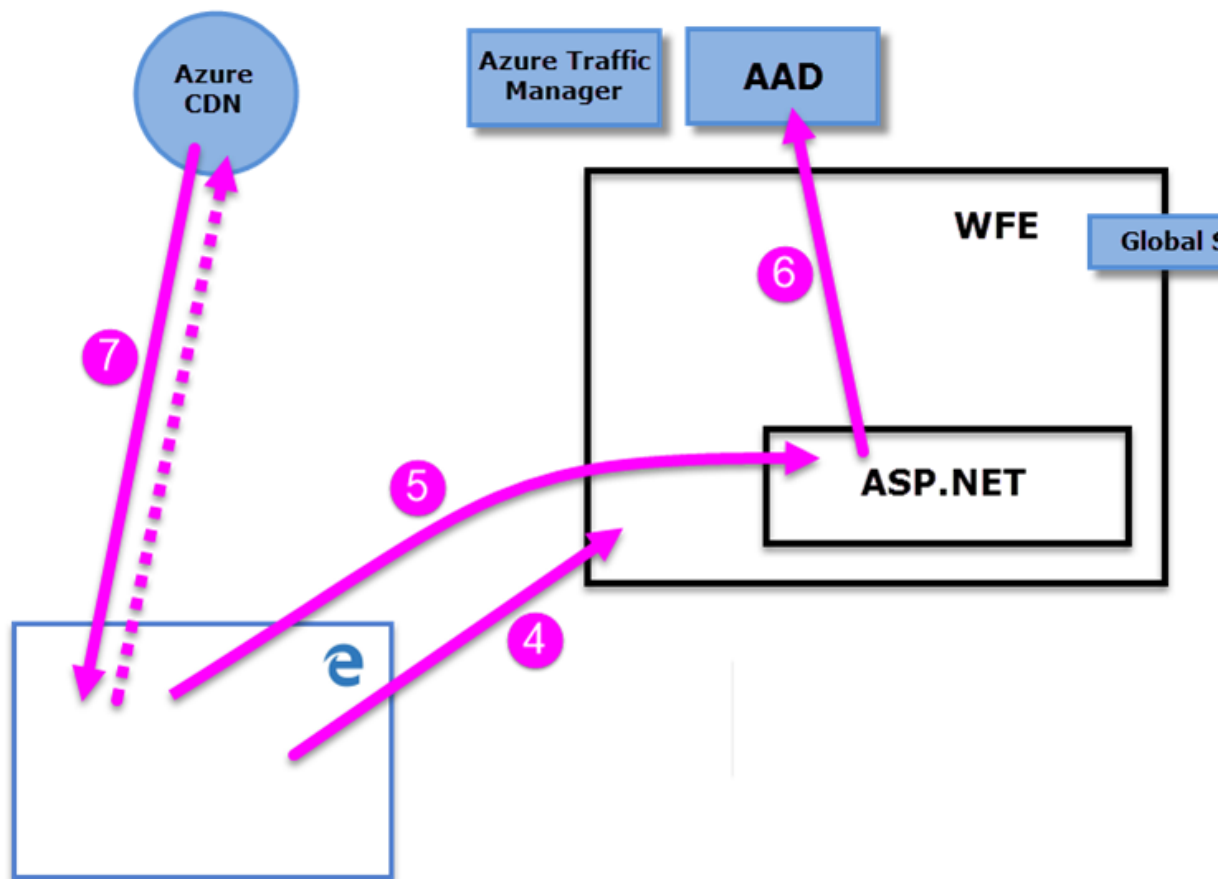 Azure
CDN
Azure Traffic
Manager
AAD
WFE
Global S
6
7
5
ASP.NET
4
e